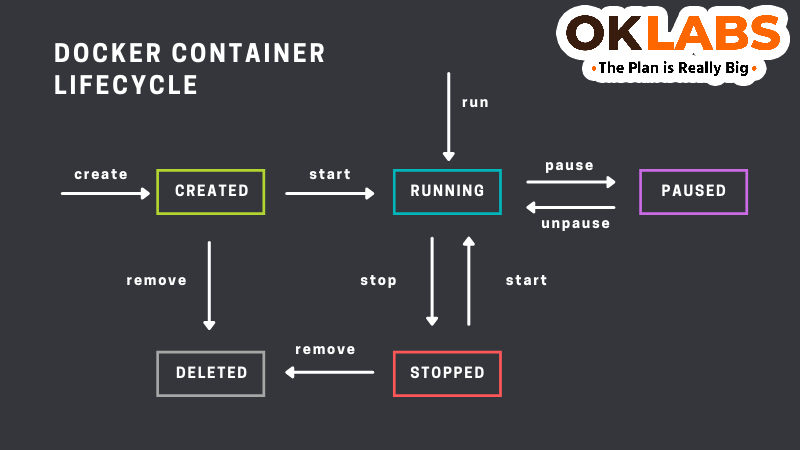 DOCKER CONTAINER
LIFECYCLE
OKLABS
•The Plan is Really Big•
run
create
CREATED
start
RUNNING
pause
unpause
PAUSED
remove
stop
start
DELETED
remove
STOPPED